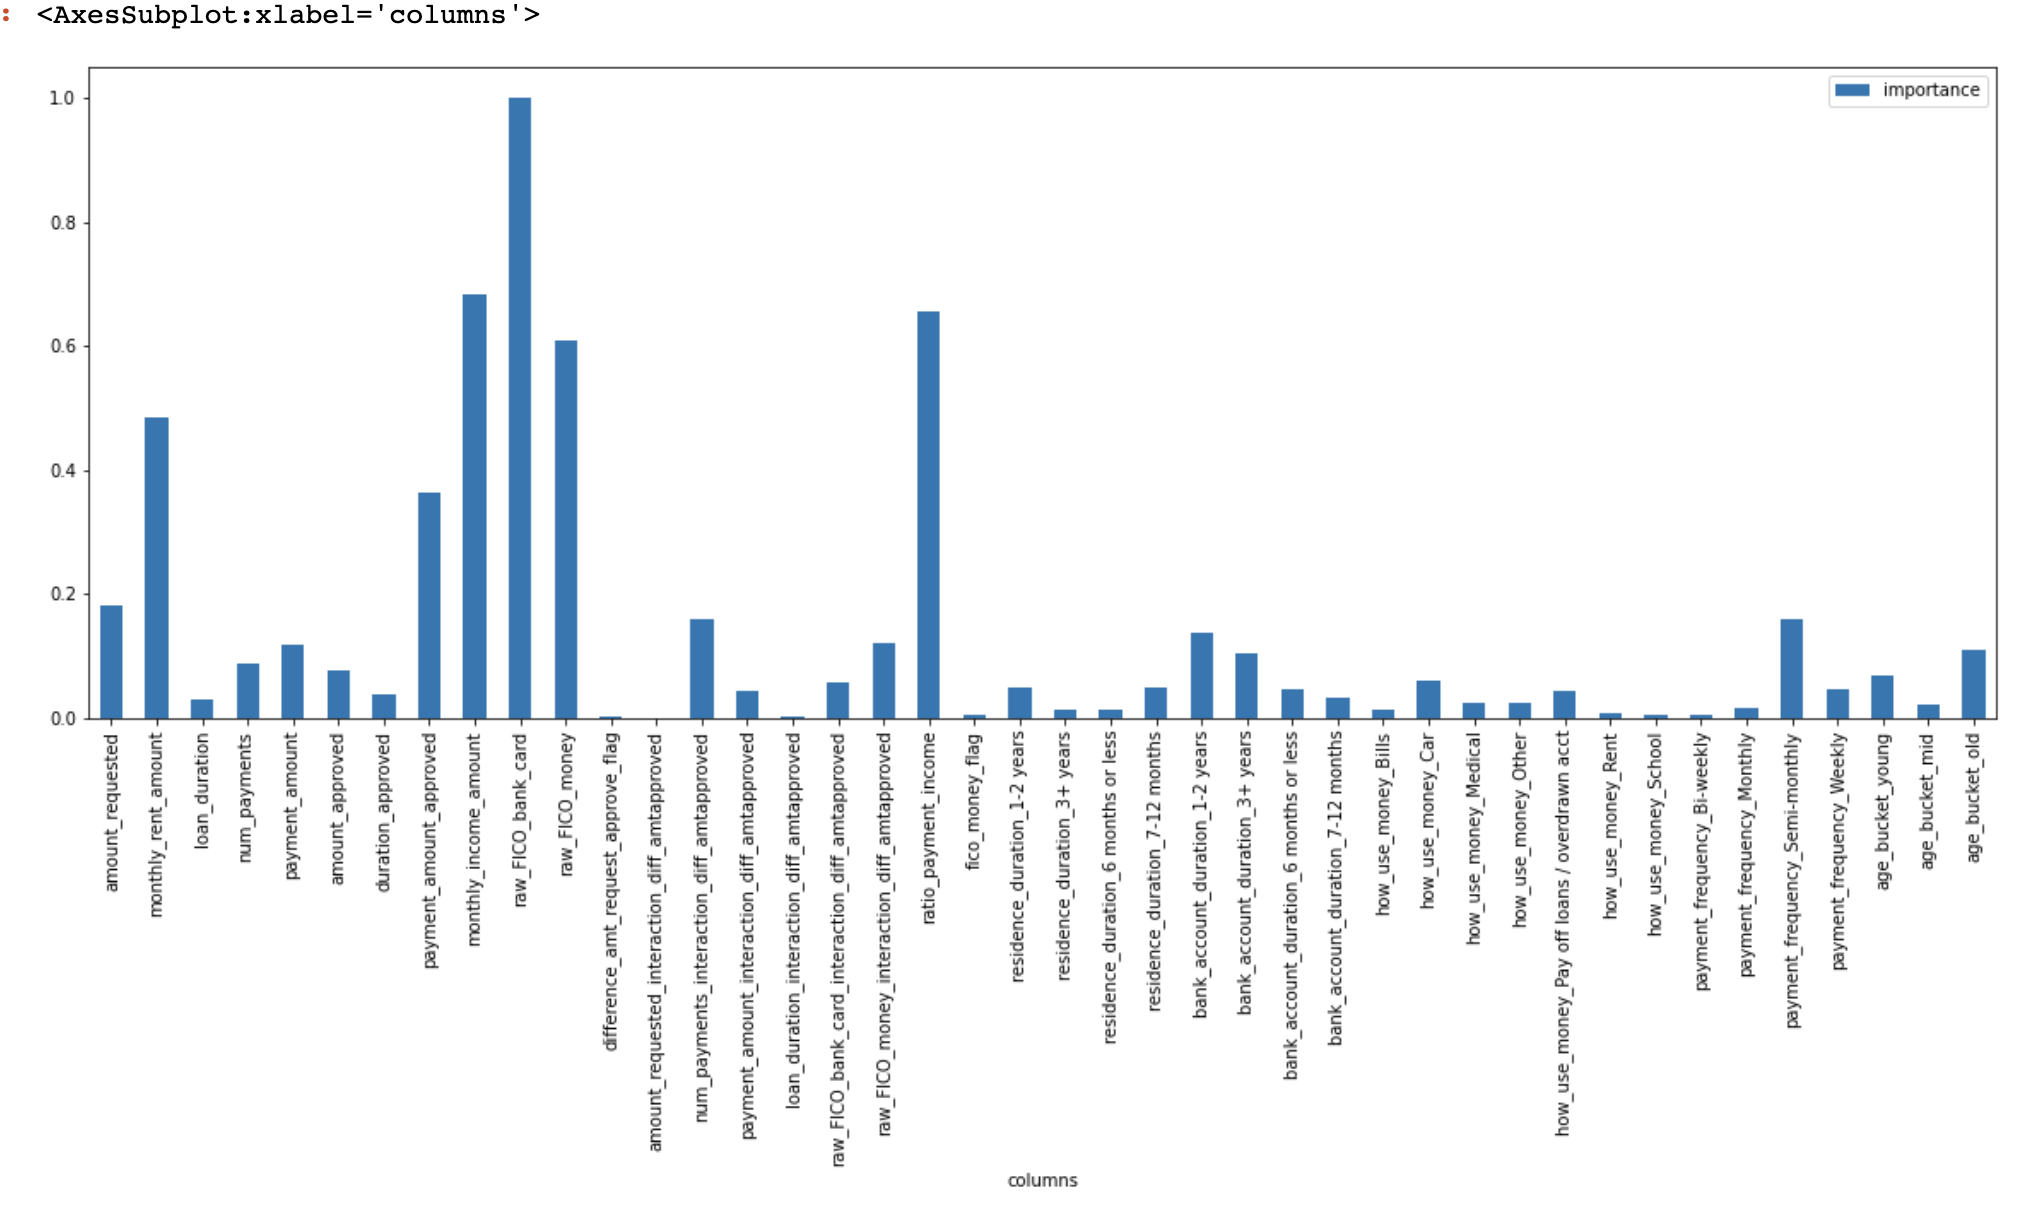 : <AxesSubplot:xlabel='columns'>
importance
1.0
0.8
0.6
0.4
0.2
0.0
amount_requested
monthly_rent_amount
loan_duration
num_payments
payment_amount
amount_approved
duration_approved
payment_amount_approved
monthly_income_amount
raw_FICO_bank_card
raw_FICO_money
difference_amt_request_approve_flag
amount_requested_interaction_diff_amtapproved
num_payments_interaction_diff_amtapproved
payment_amount_interaction_diff_amtapproved
loan_duration_interaction_diff_amtapproved
raw_FICO_bank_card_interaction_diff_amtapproved
raw_FICO_money_interaction_diff_amtapproved
ratio_payment_income
fico_money_flag
residence_duration_1-2 years
residence_duration_3+ years
residence_duration_6 months or less
residence_duration_7-12 months
bank_account_duration_1-2 years
bank_account_duration_3+ years
bank_account_duration_6 months or less
bank_account_duration_7-12 months
how_use_money_Bills
how_use_money_Car
how_use_money_Medical
how_use_money_Other
how_use_money_Pay off loans / overdrawn acct
how_use_money_Rent
how_use_money_School
payment_frequency_Bi-weekly
payment_frequency_Monthly
payment_frequency_Semi-monthly
payment_frequency_Weekly
age_bucket_young
age_bucket_mid
age_bucket_old
columns